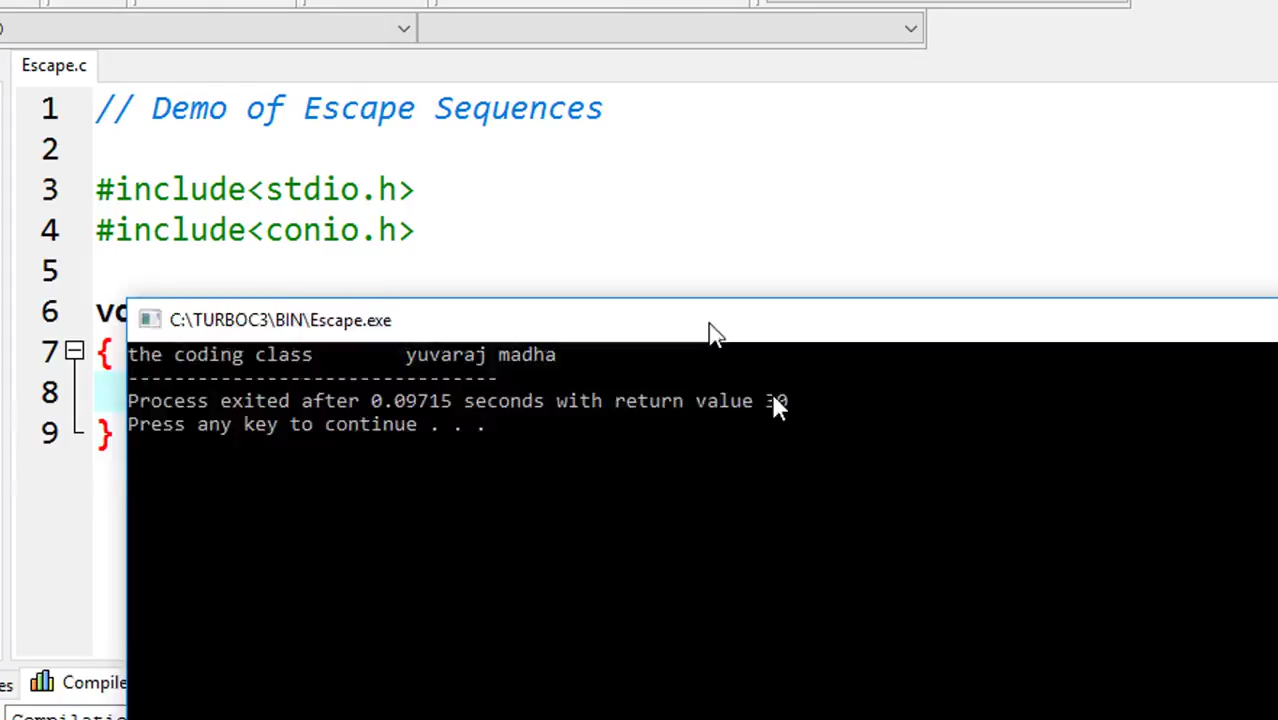 Escape.c
1 // Demo of Escape Sequences
2
3 #include<stdio.h>
4 #include<conio.h>
5
6
C:\TURBOC3\BIN\Escape.exe
7 {
the coding class yuvaraj madha
--------------------------------
8
Process exited after 0.09715 seconds with return value 30
Press any key to continue . . .
9 }
Compile